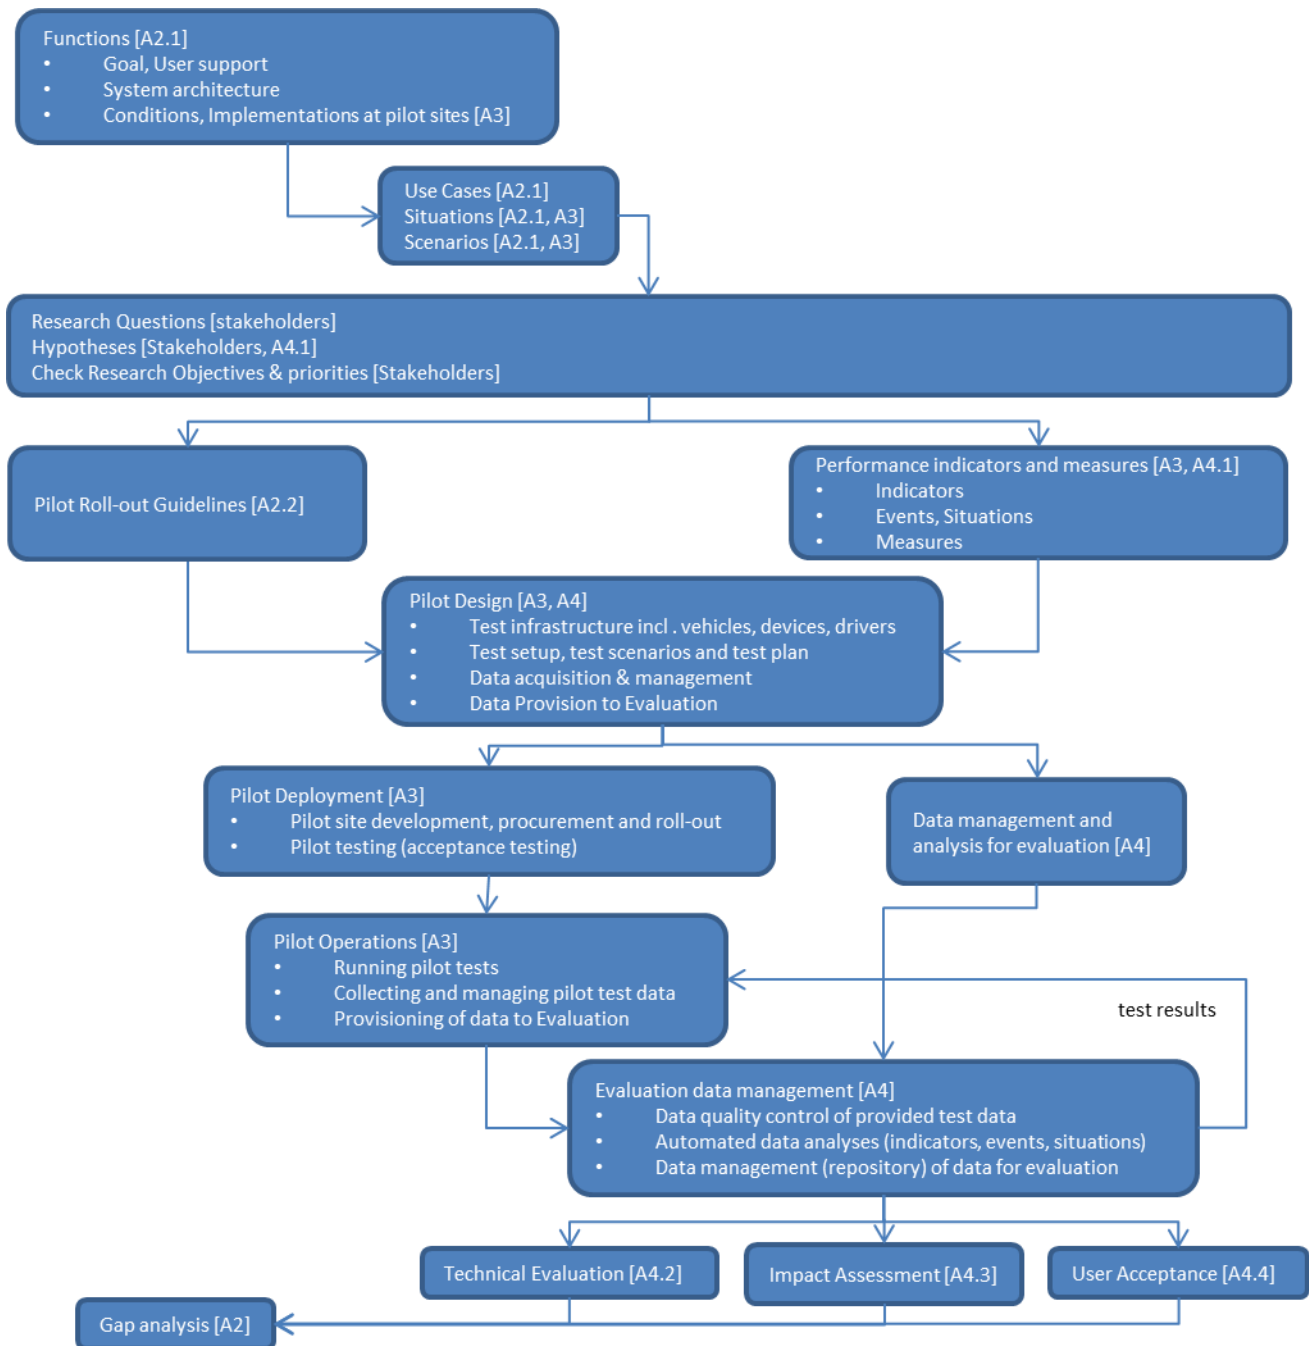 Functions [A2.1]
• Goal, User support
• System architecture
• Conditions, Implementations at pilot sites [A3]
Use Cases [A2.1]
Situations [A2.1, A3]
Scenarios [A2.1, A3]
Research Questions [stakeholders]
Hypotheses [Stakeholders, A4.1]
Check Research Objectives & priorities [Stakeholders]
Pilot Roll-out Guidelines [A2.2]
Performance indicators and measures [A3, A4.1]
• Indicators
• Events, Situations
• Measures
Pilot Design [A3, A4]
• Test infrastructure incl . vehicles, devices, drivers
• Test setup, test scenarios and test plan
• Data acquisition & management
• Data Provision to Evaluation
Pilot Deployment [A3]
• Pilot site development, procurement and roll-out
• Pilot testing (acceptance testing)
Data management and
analysis for evaluation [A4]
Pilot Operations [A3]
• Running pilot tests
• Collecting and managing pilot test data
• Provisioning of data to Evaluation
test results
Evaluation data management [A4]
• Data quality control of provided test data
• Automated data analyses (indicators, events, situations)
• Data management (repository) of data for evaluation
Technical Evaluation [A4.2]
Impact Assessment [A4.3]
User Acceptance [A4.4]
Gap analysis [A2]